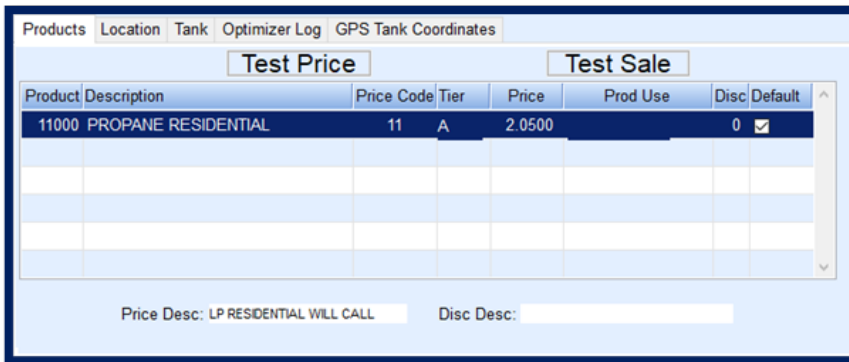 Products Location Tank Optimizer Log GPS Tank Coordinates
Test Price Test Sale
Product Description Price Code Tier Price Prod Use Disc Default
11000 PROPANE RESIDENTIAL 11 A 2.0500 0
Price Desc: LP RESIDENTIAL WILL CALL Disc Desc: